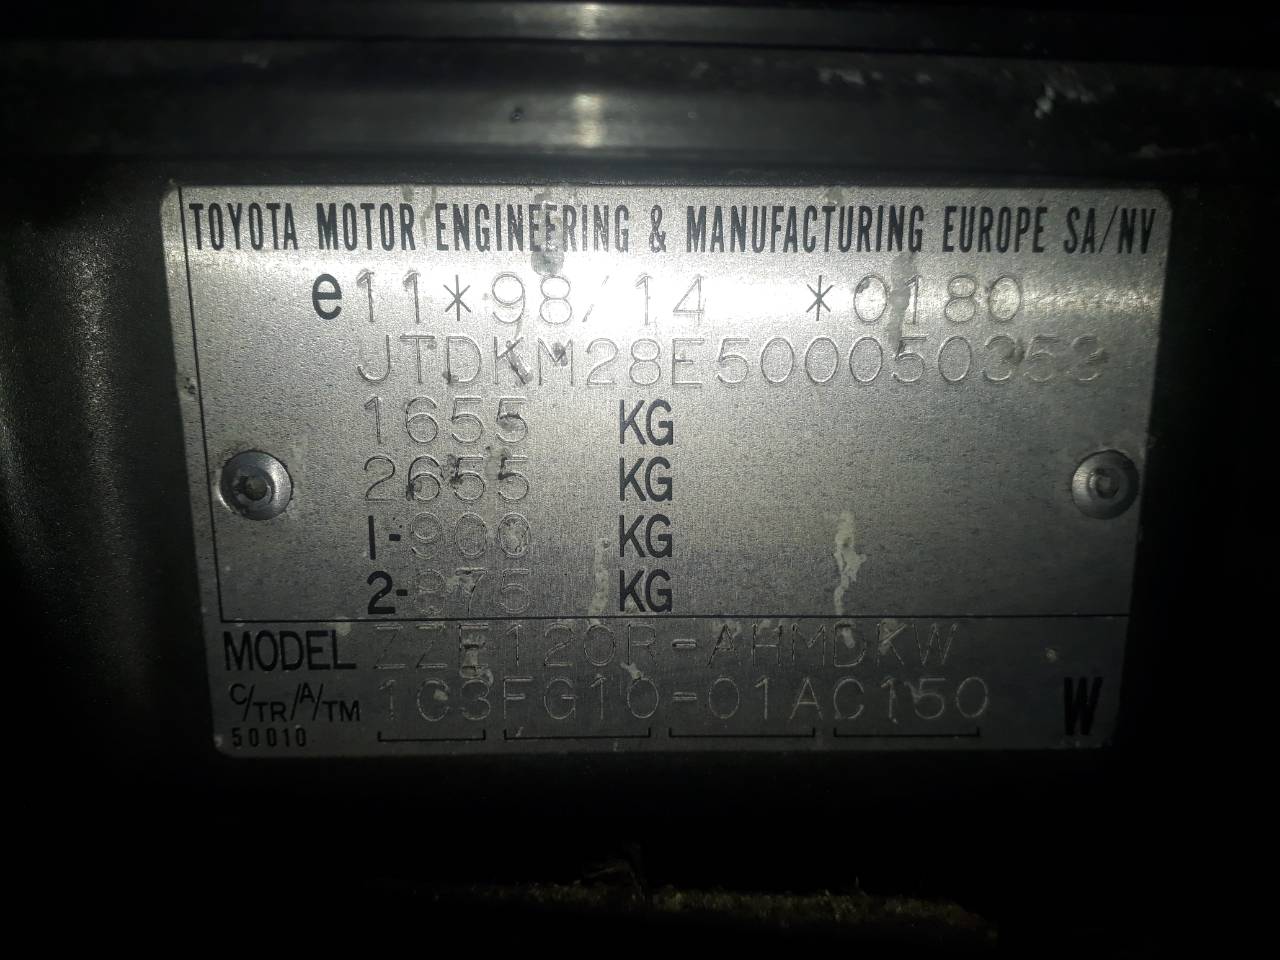 TOYOTA MOTOR ENGINEERING & MANUFACTURING EUROPE SA/NV
e11*98/14 *0180
JTDKM28E500050353
1655 KG
2655 KG
1-900 KG
2-875 KG
MODEL ZZE120R-AHMDKW
C/TR/A/TM 1C3FG10-01AC150 W
50010